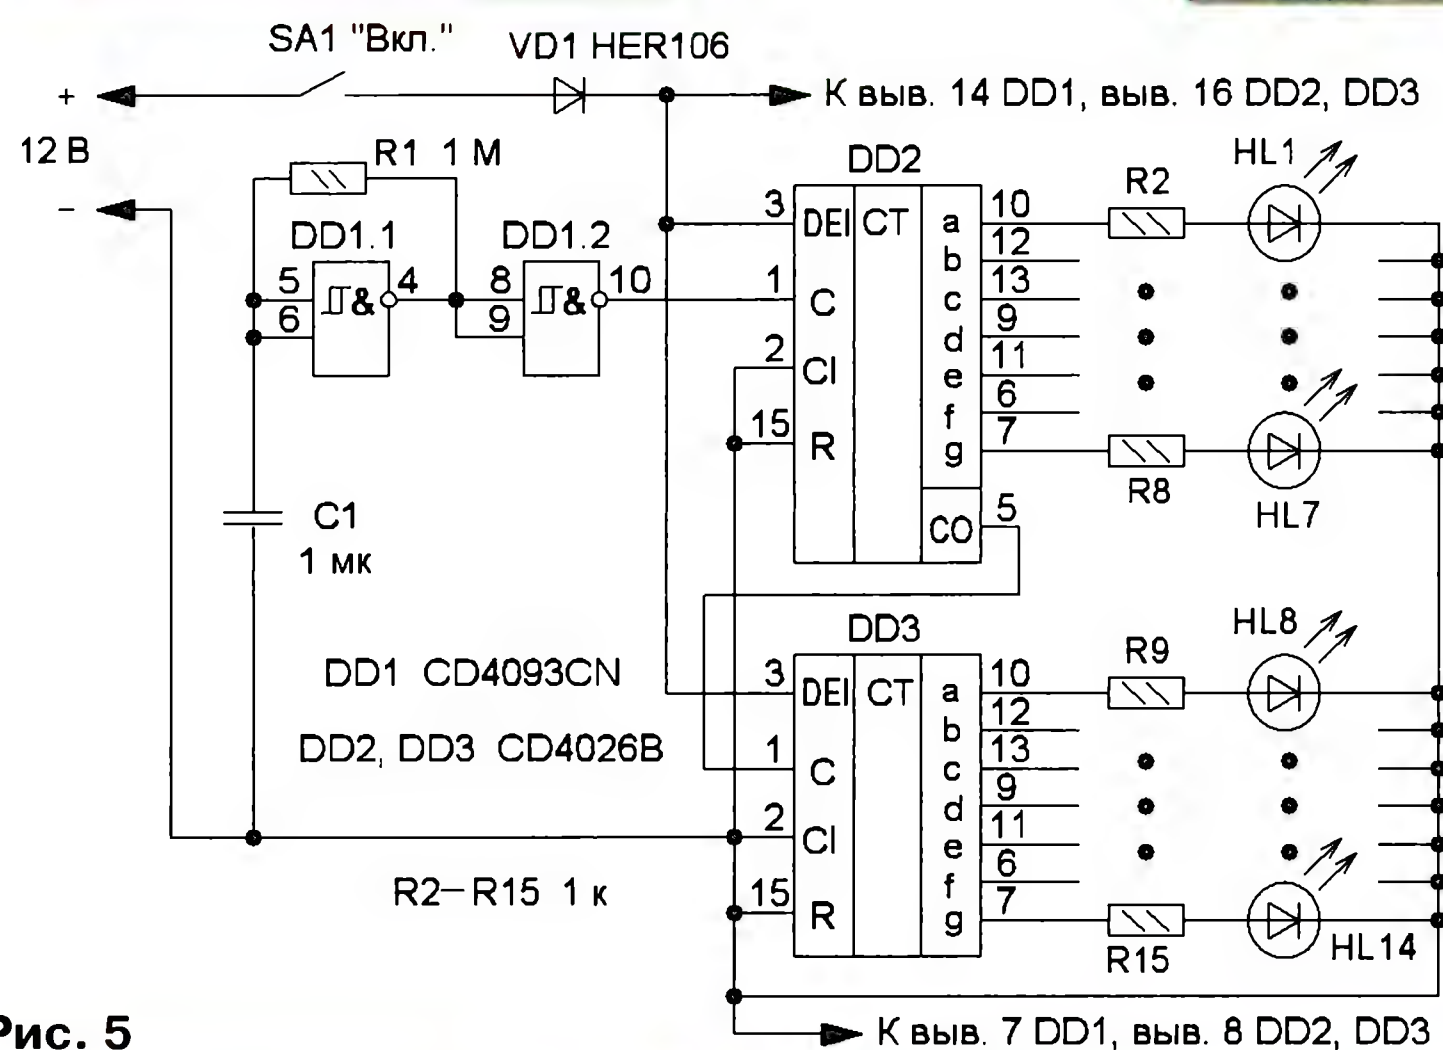 SA1 "Вкл."
VD1 HER106
+
К выв. 14 DD1, выв. 16 DD2, DD3
12 В
–
R1 1 М
DD1.1
DD1.2
5
6
&
4
8
9
&
10
DD2
3
1
2
15
DEI
C
CI
R
CT
a
b
c
d
e
f
g
CO
10
12
13
9
11
6
7
5
R2
HL1
R8
HL7
C1
1 мк
DD1 CD4093CN
DD2, DD3 CD4026B
R2–R15 1 к
DD3
3
1
2
15
DEI
C
CI
R
CT
a
b
c
d
e
f
g
10
12
13
9
11
6
7
R9
HL8
R15
HL14
Рис. 5
К выв. 7 DD1, выв. 8 DD2, DD3